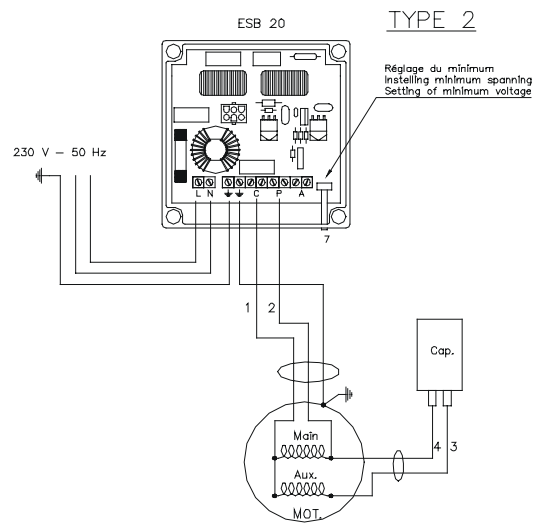 ESB 20
TYPE 2
Réglage du minimum
Instelling minimum spanning
Setting of minimum voltage
230 V - 50 Hz
L N C P A
7
1 2
Cap.
4 3
Main
Aux.
MOT.